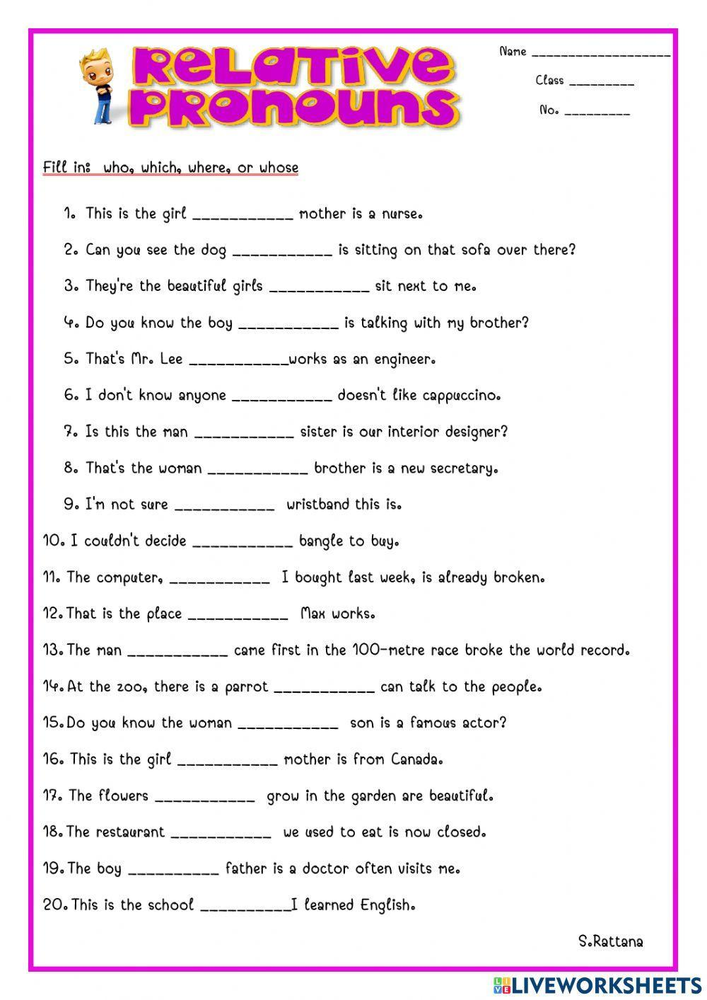 RELATIVE
PRONOUNS
Name ___________________
Class _________
No. _________
Fill in: who, which, where, or whose
1. This is the girl ___________ mother is a nurse.
2. Can you see the dog ___________ is sitting on that sofa over there?
3. They're the beautiful girls ___________ sit next to me.
4. Do you know the boy ___________ is talking with my brother?
5. That's Mr. Lee ___________works as an engineer.
6. I don't know anyone ___________ doesn't like cappuccino.
7. Is this the man ___________ sister is our interior designer?
8. That's the woman ___________ brother is a new secretary.
9. I'm not sure ___________ wristband this is.
10. I couldn't decide ___________ bangle to buy.
11. The computer, ___________ I bought last week, is already broken.
12. That is the place ___________ Max works.
13. The man ___________ came first in the 100-metre race broke the world record.
14. At the zoo, there is a parrot ___________ can talk to the people.
15. Do you know the woman ___________ son is a famous actor?
16. This is the girl ___________ mother is from Canada.
17. The flowers ___________ grow in the garden are beautiful.
18. The restaurant ___________ we used to eat is now closed.
19. The boy __________ father is a doctor often visits me.
20. This is the school __________I learned English.
S.Rattana
LIVE LIVEWORKSHEETS